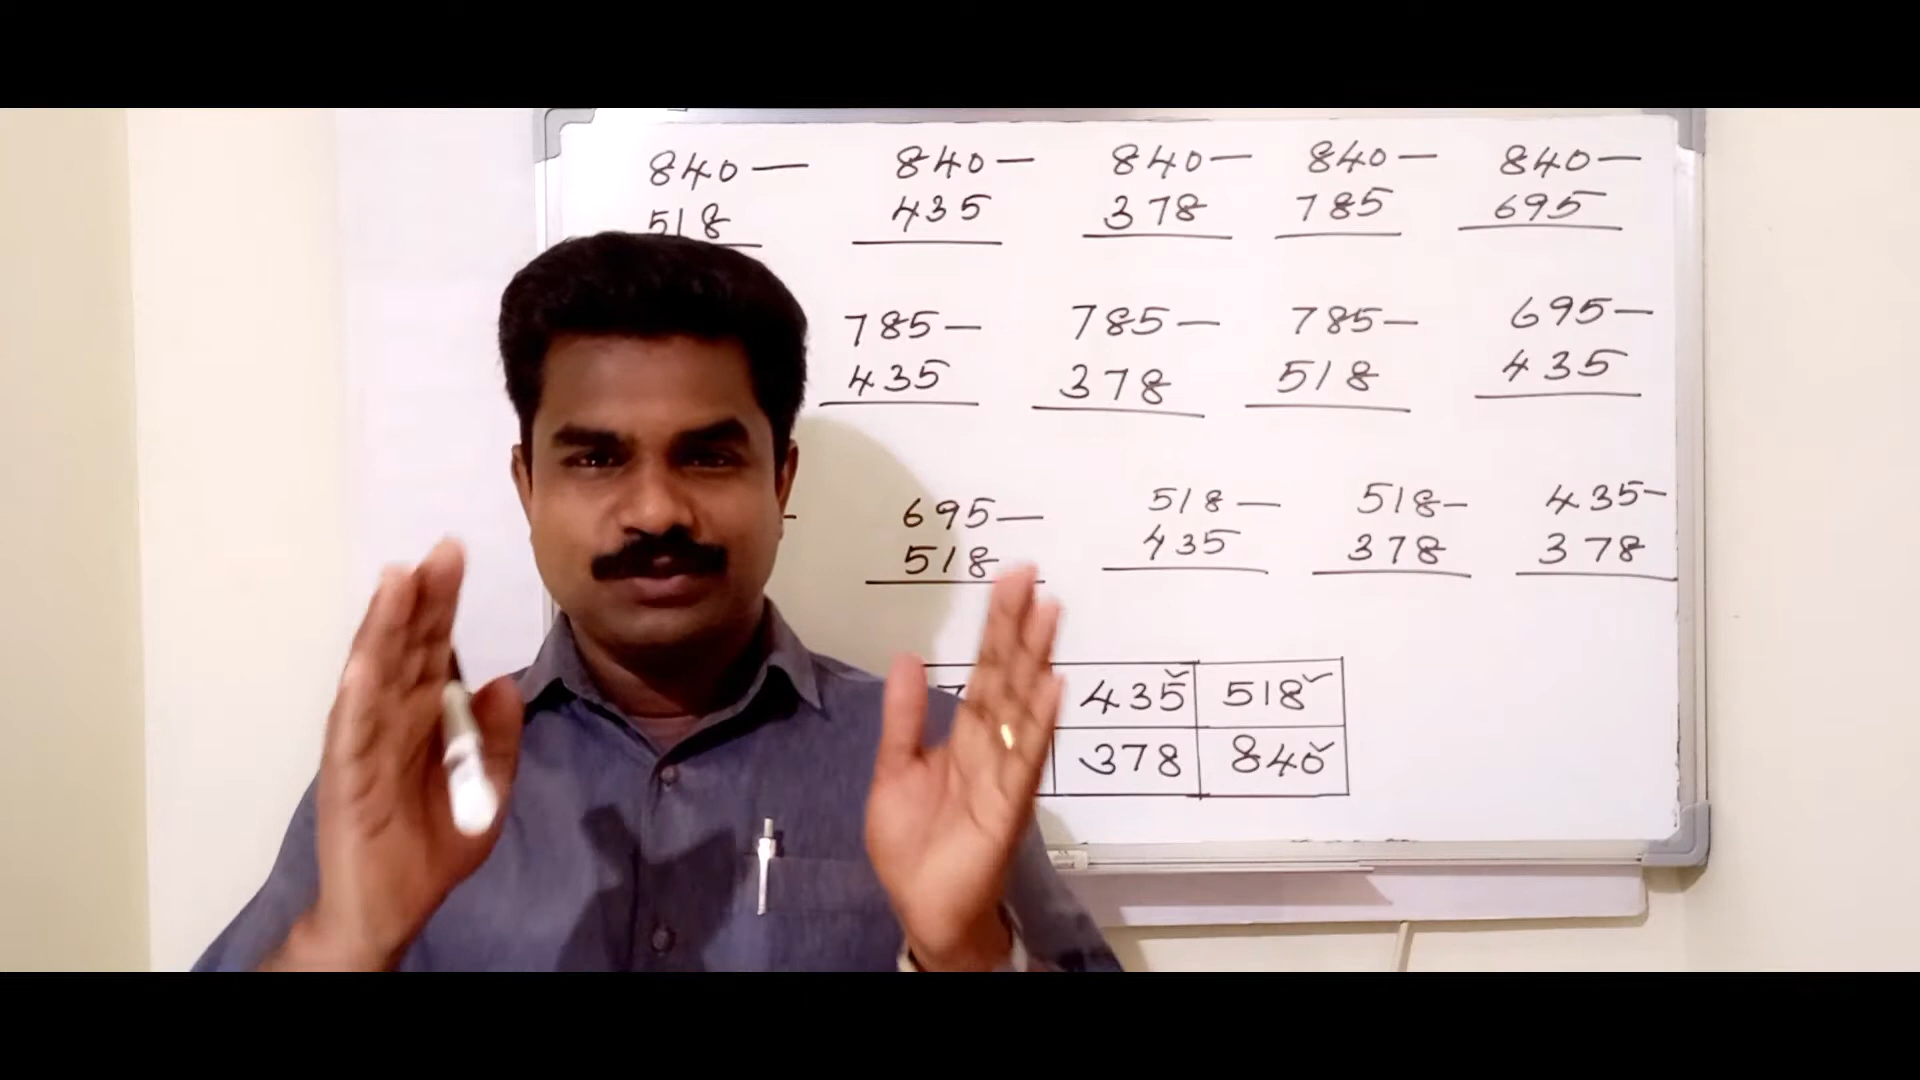 840 — 840 — 840 — 840 — 840 —
518 435 378 785 695
785 — 785 — 785 — 695 —
435 378 518 435
- 695 — 518 — 518 - 435 -
518 435 378 378
7 435 518
378 840